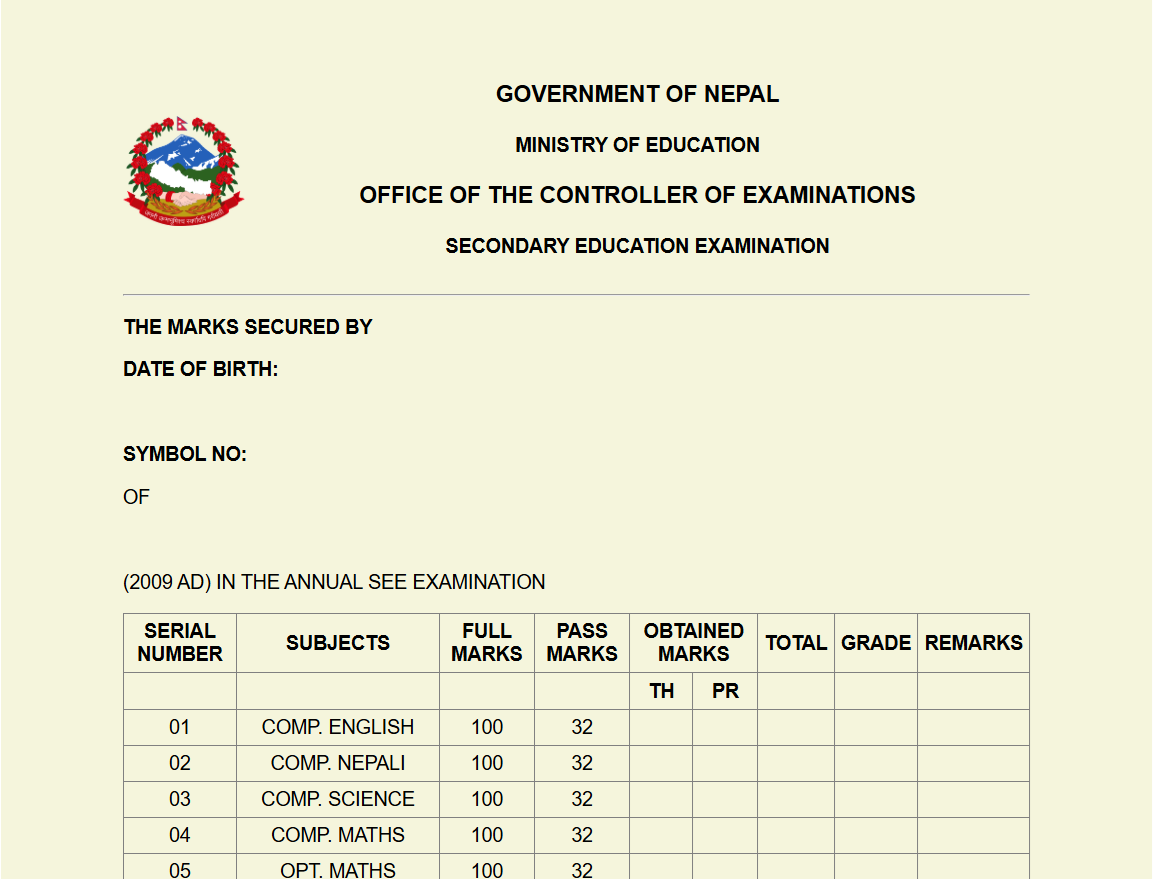 GOVERNMENT OF NEPAL
MINISTRY OF EDUCATION
OFFICE OF THE CONTROLLER OF EXAMINATIONS
SECONDARY EDUCATION EXAMINATION
THE MARKS SECURED BY
DATE OF BIRTH:
SYMBOL NO:
OF
(2009 AD) IN THE ANNUAL SEE EXAMINATION
SERIAL NUMBER SUBJECTS FULL MARKS PASS MARKS OBTAINED MARKS TOTAL GRADE REMARKS
TH PR
01 COMP. ENGLISH 100 32
02 COMP. NEPALI 100 32
03 COMP. SCIENCE 100 32
04 COMP. MATHS 100 32
05 OPT. MATHS 100 32